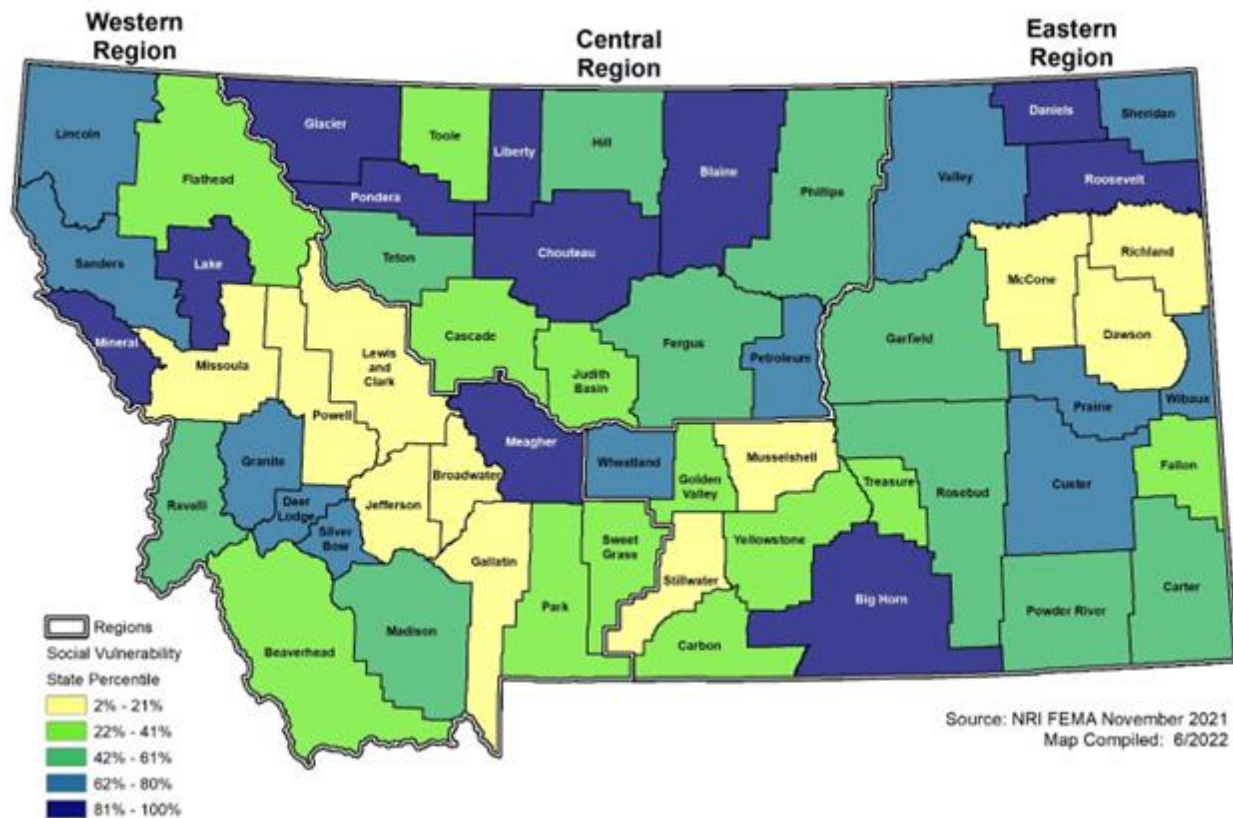 Western
Region
Central
Region
Eastern
Region
Lincoln
Flathead
Glacier
Toole
Liberty
Hill
Blaine
Phillips
Valley
Daniels
Sheridan
Roosevelt
Pondera
Teton
Chouteau
Sanders
Lake
Mineral
Missoula
Powell
Lewis
and
Clark
Cascade
Judith
Basin
Fergus
Petroleum
Garfield
McCone
Richland
Dawson
Prairie
Wibaux
Ravalli
Granite
Deer
Lodge
Silver
Bow
Jefferson
Broadwater
Meagher
Wheatland
Golden
Valley
Musselshell
Treasure
Rosebud
Custer
Fallon
Beaverhead
Madison
Gallatin
Park
Sweet
Grass
Stillwater
Yellowstone
Carbon
Big Horn
Powder River
Carter
Regions
Social Vulnerability
State Percentile
2% - 21%
22% - 41%
42% - 61%
62% - 80%
81% - 100%
Source: NRI FEMA November 2021
Map Compiled: 6/2022